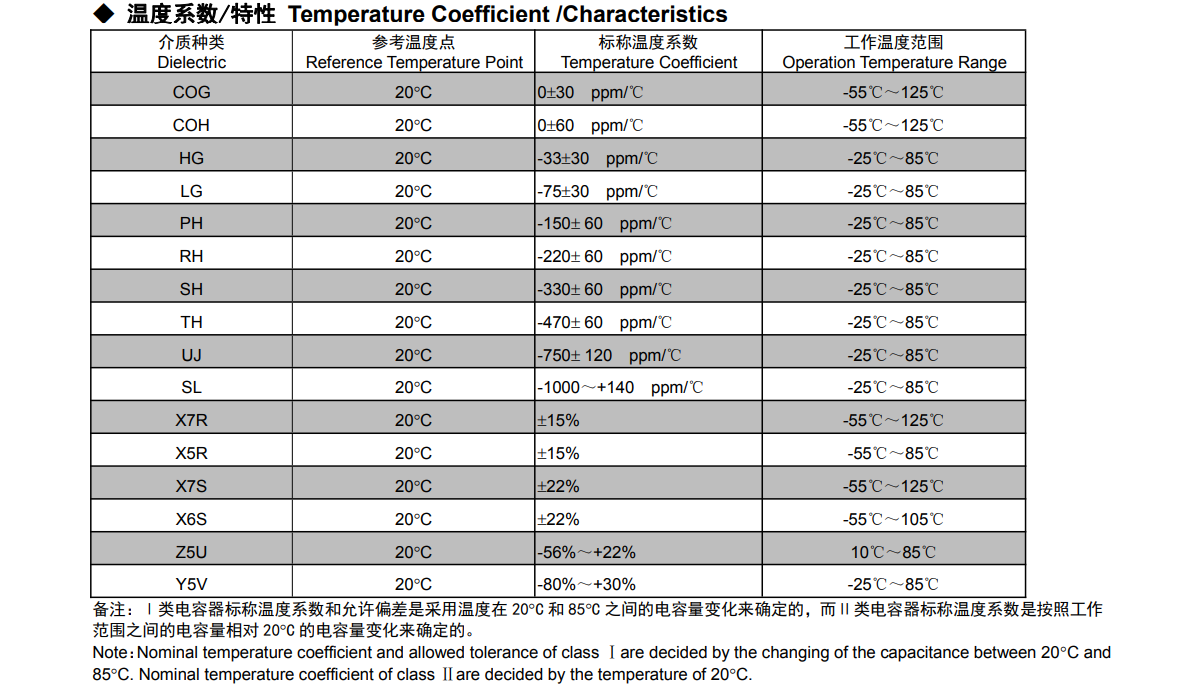 ◆ 温度系数/特性 Temperature Coefficient /Characteristics
介质种类 参考温度点 标称温度系数 工作温度范围
Dielectric Reference Temperature Point Temperature Coefficient Operation Temperature Range
COG 20°C 0±30 ppm/℃ -55℃～125℃
COH 20°C 0±60 ppm/℃ -55℃～125℃
HG 20°C -33±30 ppm/℃ -25℃～85℃
LG 20°C -75±30 ppm/℃ -25℃～85℃
PH 20°C -150± 60 ppm/℃ -25℃～85℃
RH 20°C -220± 60 ppm/℃ -25℃～85℃
SH 20°C -330± 60 ppm/℃ -25℃～85℃
TH 20°C -470± 60 ppm/℃ -25℃～85℃
UJ 20°C -750± 120 ppm/℃ -25℃～85℃
SL 20°C -1000～+140 ppm/℃ -25℃～85℃
X7R 20°C ±15% -55℃～125℃
X5R 20°C ±15% -55℃～85℃
X7S 20°C ±22% -55℃～125℃
X6S 20°C ±22% -55℃～105℃
Z5U 20°C -56%～+22% 10℃～85℃
Y5V 20°C -80%～+30% -25℃～85℃
备注：Ⅰ类电容器标称温度系数和允许偏差是采用温度在 20°C 和 85°C 之间的电容量变化来确定的，而Ⅱ类电容器标称温度系数是按照工作
范围之间的电容量相对 20°C 的电容量变化来确定的。
Note：Nominal temperature coefficient and allowed tolerance of class Ⅰ are decided by the changing of the capacitance between 20°C and
85°C. Nominal temperature coefficient of class Ⅱ are decided by the temperature of 20°C.